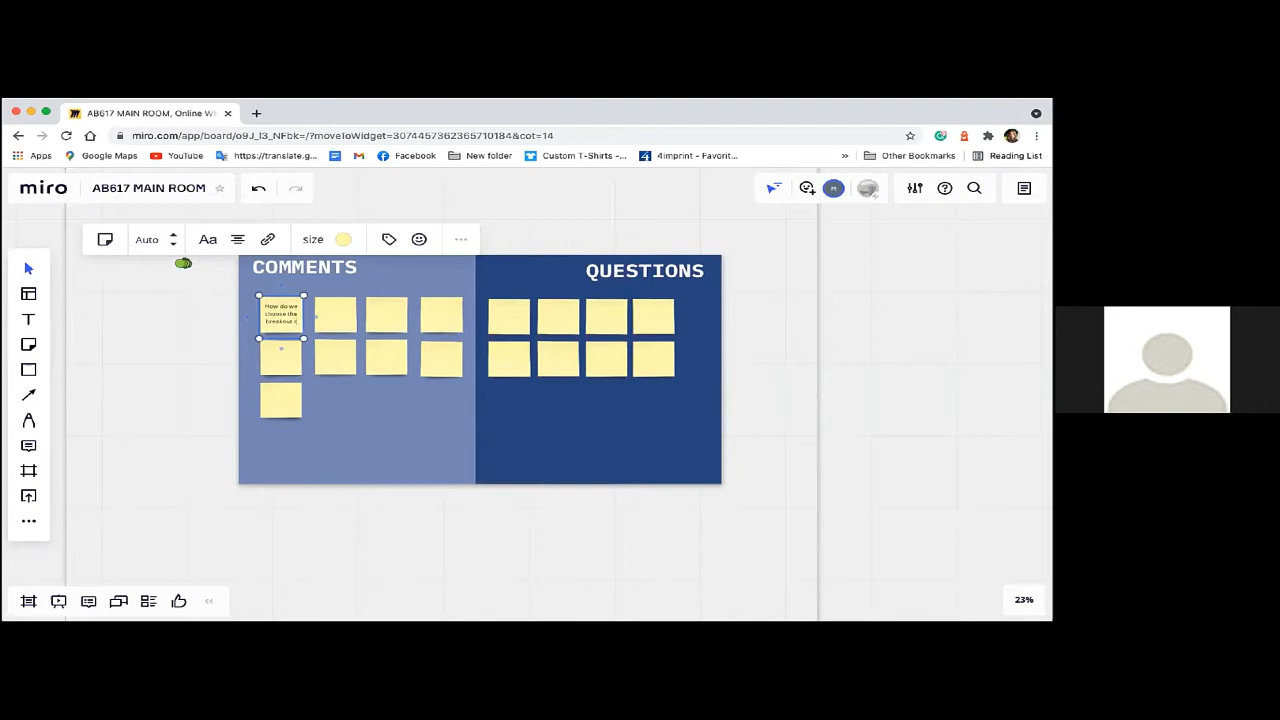 AB617 MAIN ROOM, Online Wh
miro.com/app/board/o9J_l3_NFbk=/?moveToWidget=3074457362365710184&cot=14
Apps Google Maps YouTube https://translate.g... Facebook New folder Custom T-Shirts -... 4imprint - Favorit... » Other Bookmarks Reading List
miro AB617 MAIN ROOM M
Auto Aa size
COMMENTS QUESTIONS
How do we
choose the
breakout r
23%